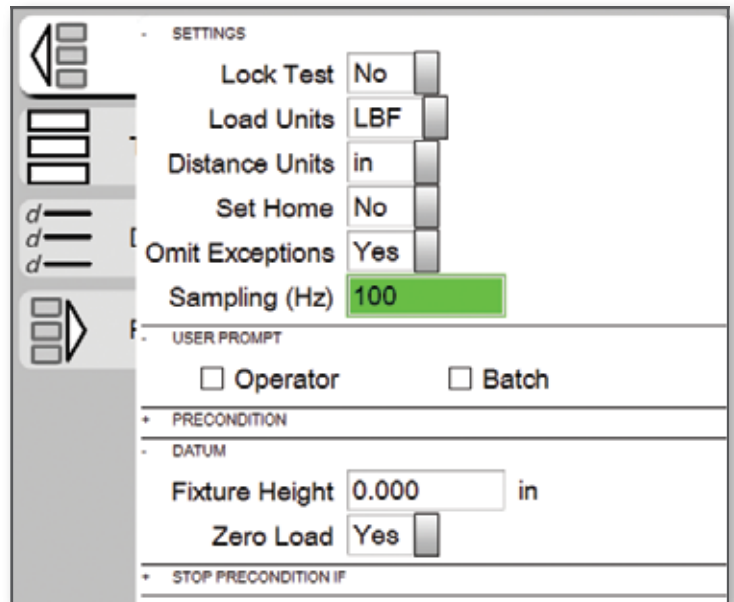 - SETTINGS
Lock Test No
Load Units LBF
Distance Units in
Set Home No
Omit Exceptions Yes
Sampling (Hz) 100
- USER PROMPT
Operator Batch
+ PRECONDITION
- DATUM
Fixture Height 0.000 in
Zero Load Yes
+ STOP PRECONDITION IF
d
d
d